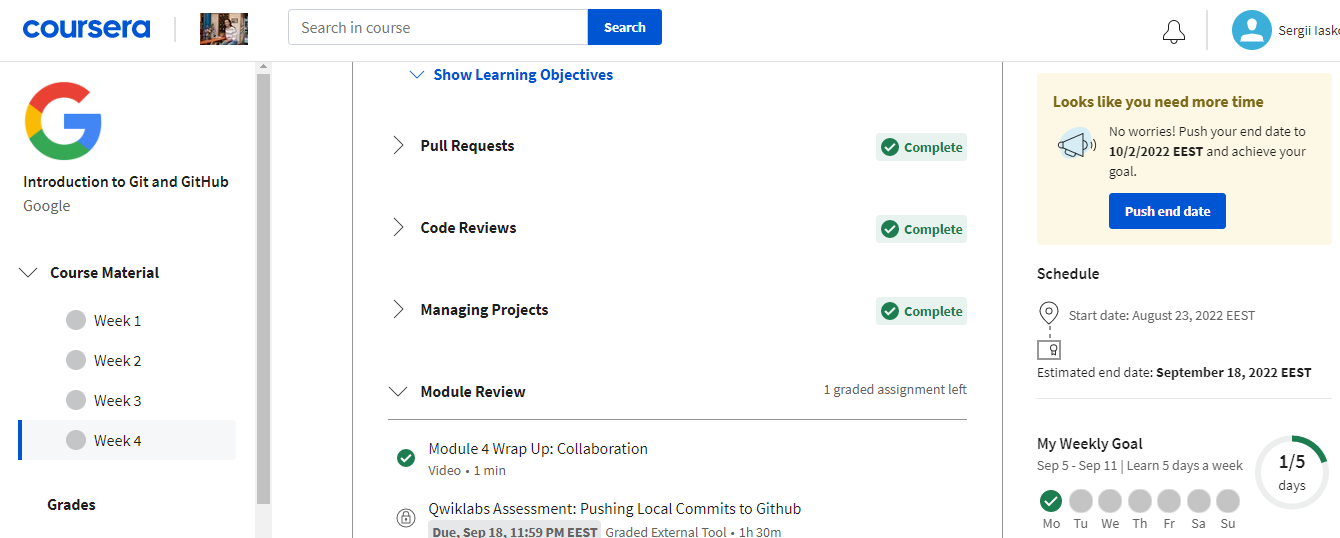 coursera
Search in course
Search
Sergii
Introduction to Git and GitHub
Google
Course Material
Week 1
Week 2
Week 3
Week 4
Grades
Show Learning Objectives
Pull Requests
Complete
Code Reviews
Complete
Managing Projects
Complete
Module Review
1 graded assignment left
Module 4 Wrap Up: Collaboration
Video • 1 min
Qwiklabs Assessment: Pushing Local Commits to Github
Due, Sep 18, 11:59 PM EEST Graded External Tool • 1h 30m
Looks like you need more time
No worries! Push your end date to
10/2/2022 EEST and achieve your
goal.
Push end date
Schedule
Start date: August 23, 2022 EEST
Estimated end date: September 18, 2022 EEST
My Weekly Goal
Sep 5 - Sep 11 | Learn 5 days a week
1/5
days
Mo Tu We Th Fr Sa Su